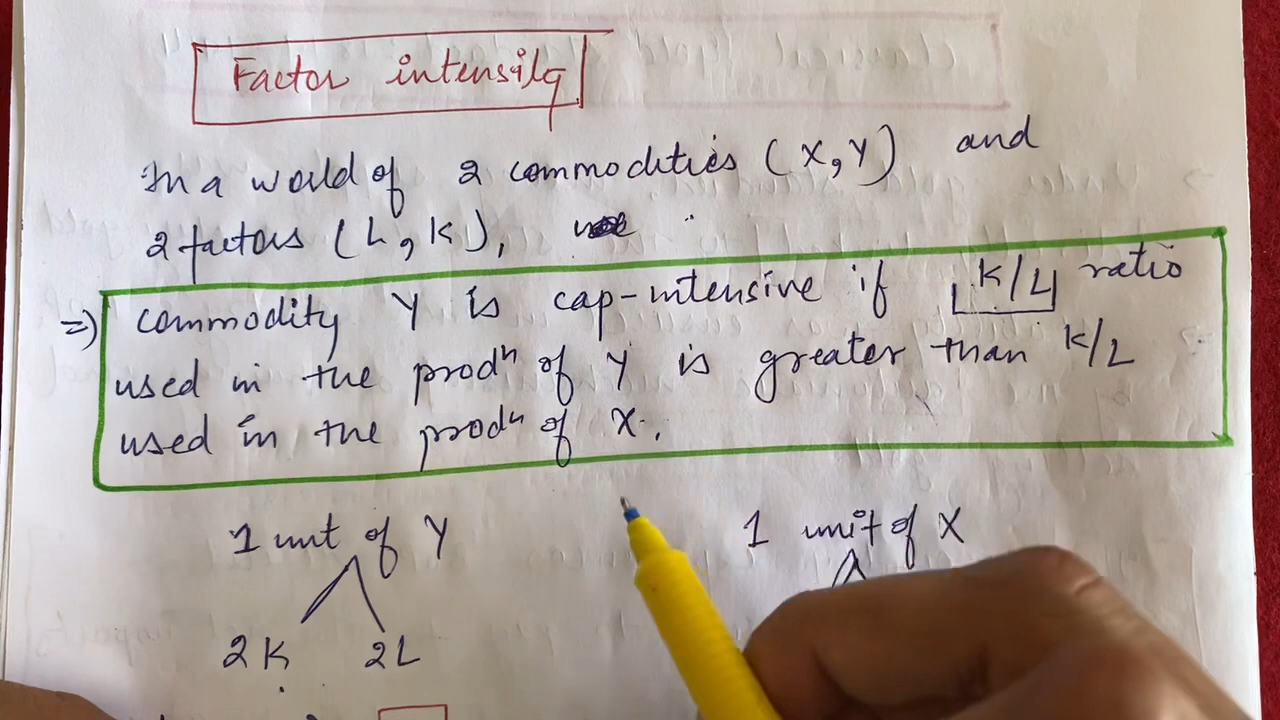 Factor intensity
In a world of 2 commodities (X, Y) and
2 factors (L, K),
=) commodity Y is cap-intensive if K/L ratio
used in the prodⁿ of Y is greater than K/L
used in the prodⁿ of X.
1 unit of Y 1 unit of X
2K 2L